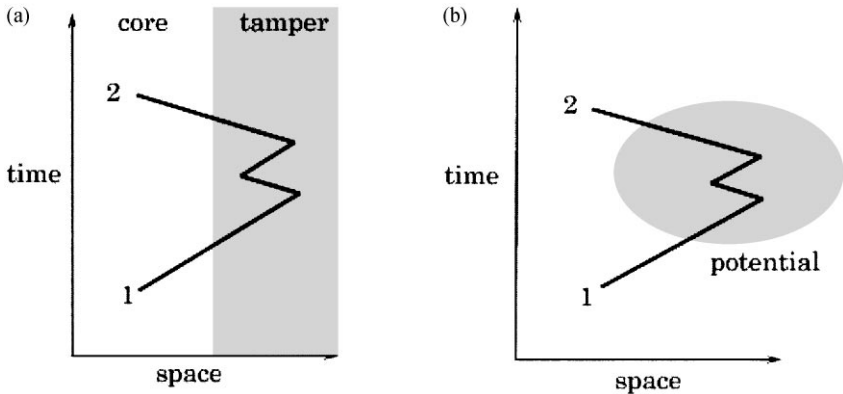 (a)
core tamper
2
time
1
space
(b)
2
time
1
potential
space